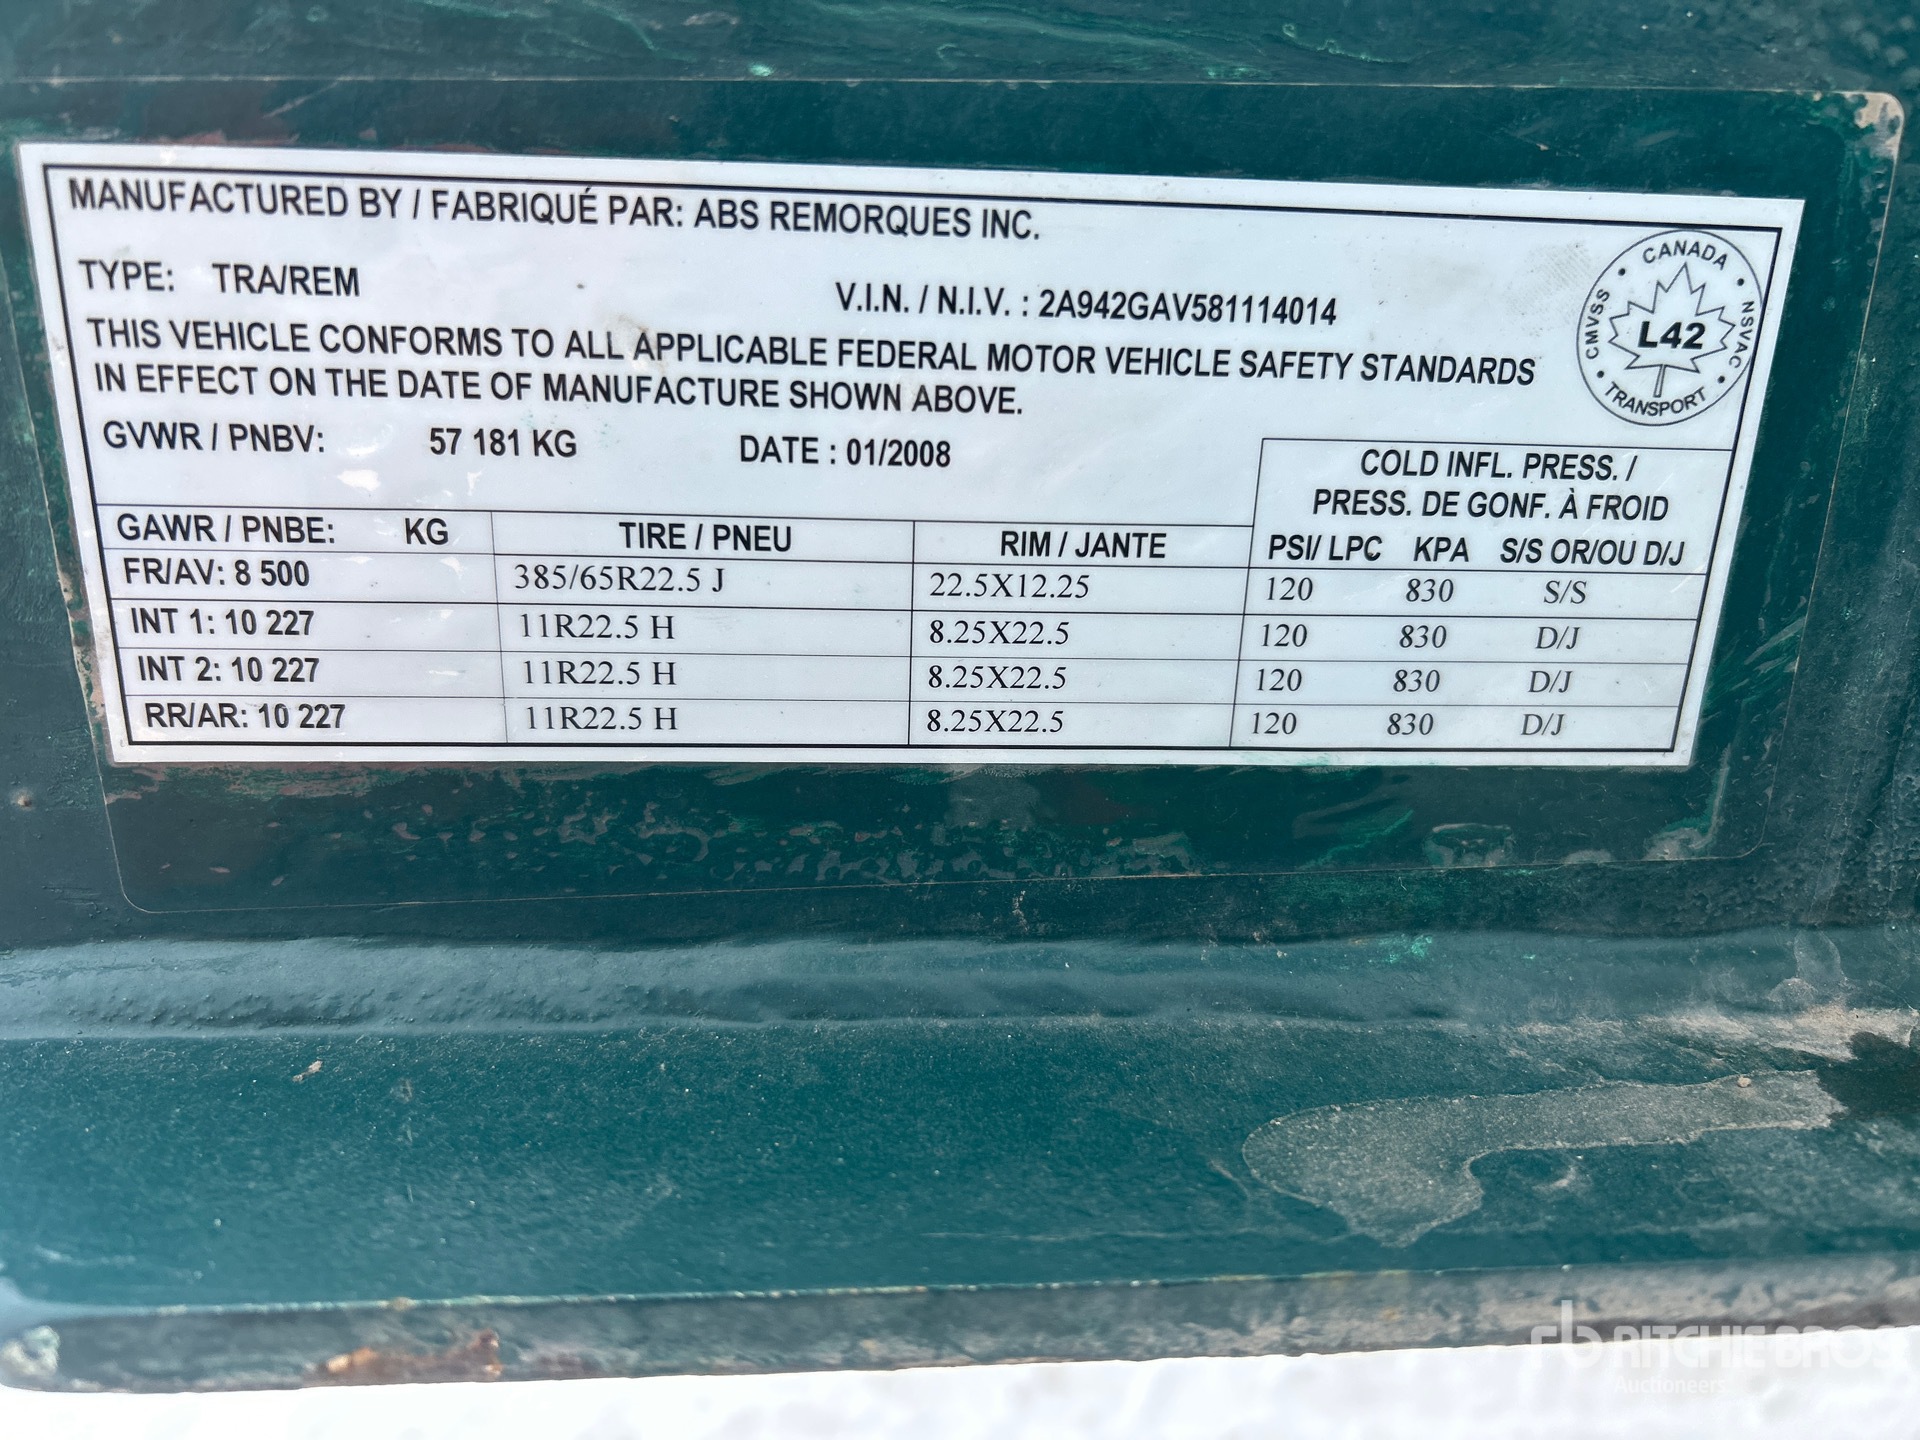 MANUFACTURED BY / FABRIQUÉ PAR: ABS REMORQUES INC.
TYPE: TRA/REM
V.I.N. / N.I.V. : 2A942GAV581114014
THIS VEHICLE CONFORMS TO ALL APPLICABLE FEDERAL MOTOR VEHICLE SAFETY STANDARDS
IN EFFECT ON THE DATE OF MANUFACTURE SHOWN ABOVE.
GVWR / PNBV: 57 181 KG DATE : 01/2008
CANADA
CMVSS • NSVAC
L42
TRANSPORT
COLD INFL. PRESS. /
PRESS. DE GONF. À FROID
GAWR / PNBE: KG TIRE / PNEU RIM / JANTE PSI/ LPC KPA S/S OR/OU D/J
FR/AV: 8 500 385/65R22.5 J 22.5X12.25 120 830 S/S
INT 1: 10 227 11R22.5 H 8.25X22.5 120 830 D/J
INT 2: 10 227 11R22.5 H 8.25X22.5 120 830 D/J
RR/AR: 10 227 11R22.5 H 8.25X22.5 120 830 D/J
rb RITCHIE BROS
Auctioneers